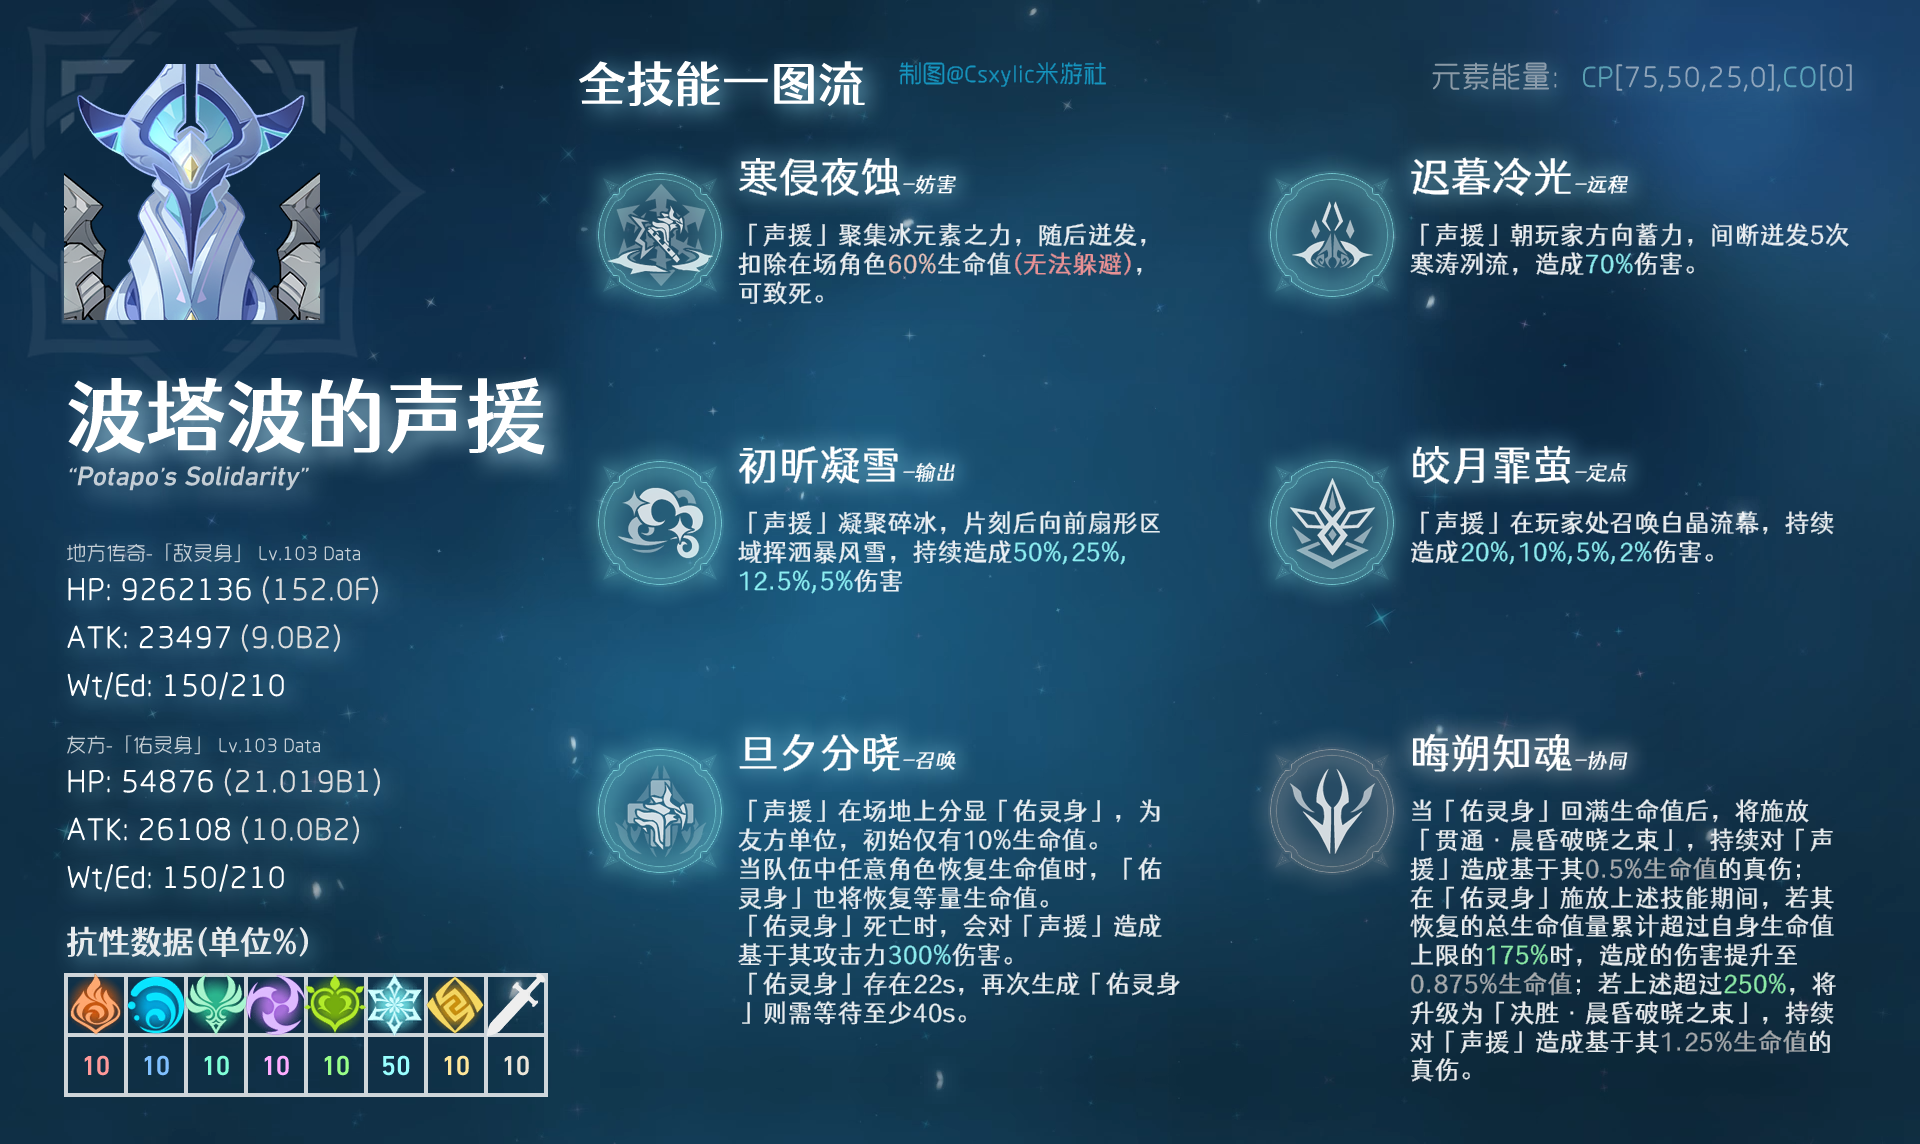 全技能一图流
制图@Csxylic米游社
元素能量： CP[75,50,25,0],CO[0]
波塔波的声援
“Potapo's Solidarity”
地方传奇-「敌灵身」 Lv.103 Data
HP: 9262136 (152.0F)
ATK: 23497 (9.0B2)
Wt/Ed: 150/210
友方-「佑灵身」 Lv.103 Data
HP: 54876 (21.019B1)
ATK: 26108 (10.0B2)
Wt/Ed: 150/210
抗性数据(单位%)
10 10 10 10 10 50 10 10
寒侵夜蚀-妨害
「声援」聚集冰元素之力，随后迸发，
扣除在场角色60%生命值(无法躲避)，
可致死。
迟暮冷光-远程
「声援」朝玩家方向蓄力，间断迸发5次
寒涛冽流，造成70%伤害。
初昕凝雪-输出
「声援」凝聚碎冰，片刻后向前扇形区
域挥洒暴风雪，持续造成50%,25%,
12.5%,5%伤害
皎月霏萤-定点
「声援」在玩家处召唤白晶流幕，持续
造成20%,10%,5%,2%伤害。
旦夕分晓-召唤
「声援」在场地上分显「佑灵身」，为
友方单位，初始仅有10%生命值。
当队伍中任意角色恢复生命值时，「佑
灵身」也将恢复等量生命值。
「佑灵身」死亡时，会对「声援」造成
基于其攻击力300%伤害。
「佑灵身」存在22s，再次生成「佑灵身
」则需等待至少40s。
晦朔知魂-协同
当「佑灵身」回满生命值后，将施放
「贯通·晨昏破晓之束」，持续对「声
援」造成基于其0.5%生命值的真伤；
在「佑灵身」施放上述技能期间，若其
恢复的总生命值量累计超过自身生命值
上限的175%时，造成的伤害提升至
0.875%生命值；若上述超过250%，将
升级为「决胜·晨昏破晓之束」，持续
对「声援」造成基于其1.25%生命值的
真伤。